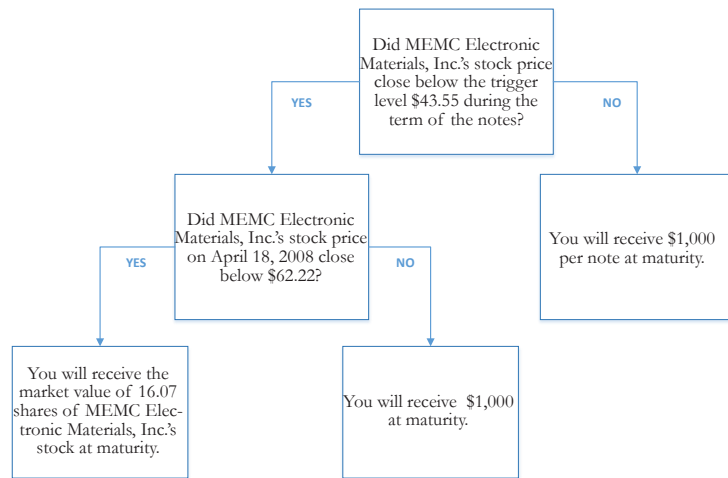 Did MEMC Electronic
Materials, Inc.'s stock price
close below the trigger
level $43.55 during the
term of the notes?
YES
NO
Did MEMC Electronic
Materials, Inc.'s stock price
on April 18, 2008 close
below $62.22?
You will receive $1,000
per note at maturity.
YES
NO
You will receive the
market value of 16.07
shares of MEMC Elec-
tronic Materials, Inc.'s
stock at maturity.
You will receive $1,000
at maturity.